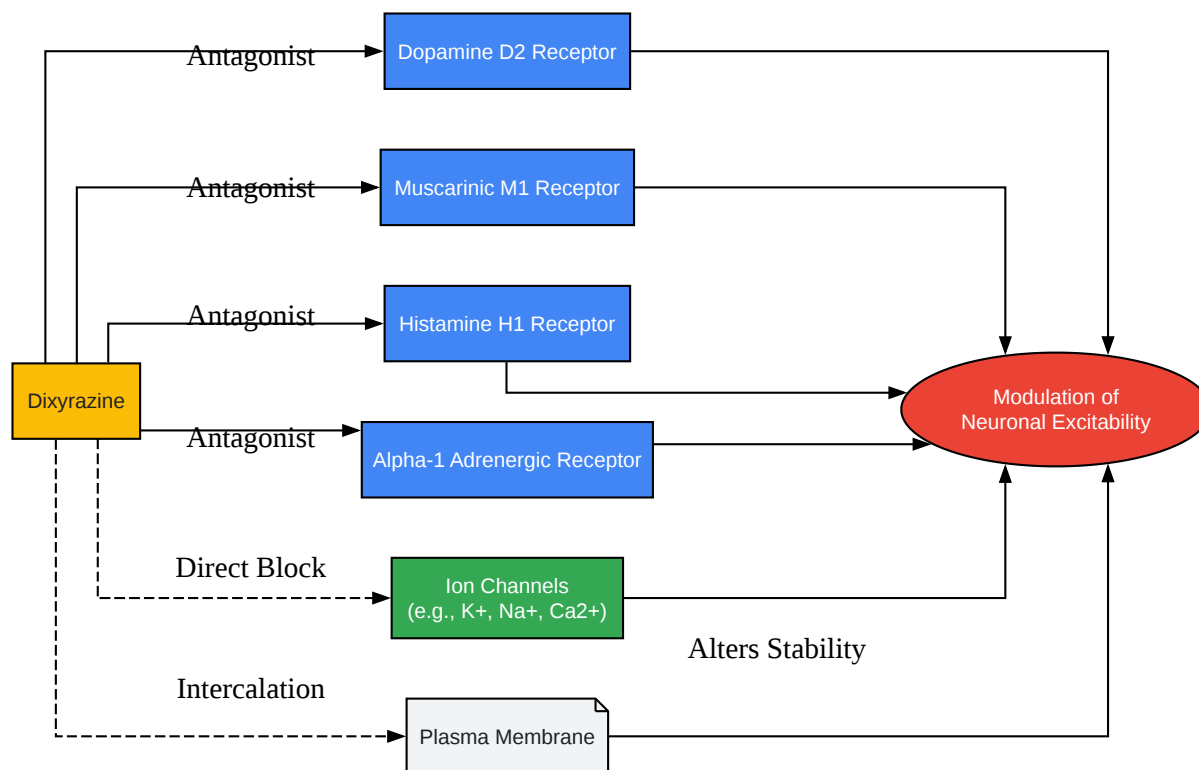 Antagonist
Dopamine D2 Receptor
Antagonist
Muscarinic M1 Receptor
Antagonist
Histamine H1 Receptor
Dixyrazine
Modulation of
Neuronal Excitability
Antagonist
Alpha-1 Adrenergic Receptor
Direct Block
Ion Channels
(e.g., K+, Na+, Ca2+)
Alters Stability
Intercalation
Plasma Membrane